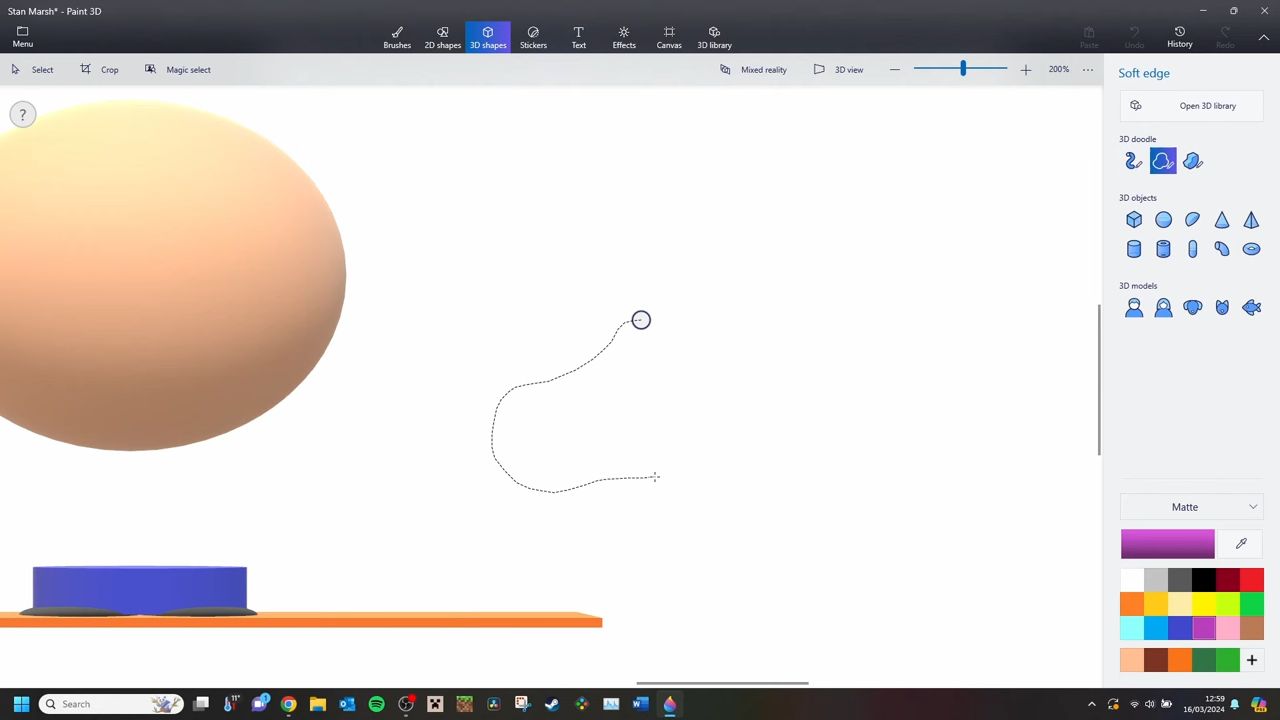 Stan Marsh* - Paint 3D
Menu
Brushes
2D shapes
3D shapes
Stickers
Text
Effects
Canvas
3D library
Paste
Undo
History
Redo
Select
Crop
Magic select
Mixed reality
3D view
200%
Soft edge
?
Open 3D library
3D doodle
3D objects
3D models
Matte
Search
12:59
16/03/2024